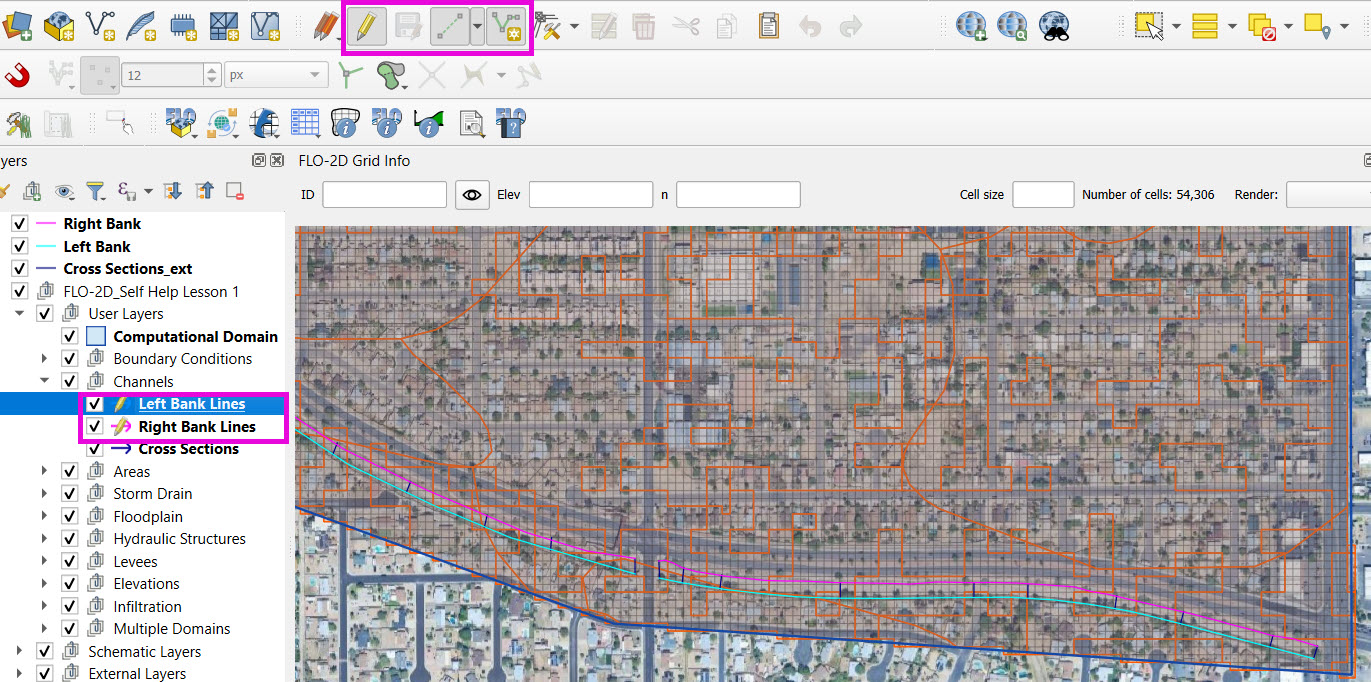 12
px
yers
FLO-2D Grid Info
ID
Elev
n
Cell size
Number of cells: 54,306
Render:
Right Bank
Left Bank
Cross Sections_ext
FLO-2D_Self Help Lesson 1
User Layers
Computational Domain
Boundary Conditions
Channels
Left Bank Lines
Right Bank Lines
Cross Sections
Areas
Storm Drain
Floodplain
Hydraulic Structures
Levees
Elevations
Infiltration
Multiple Domains
Schematic Layers
External Layers